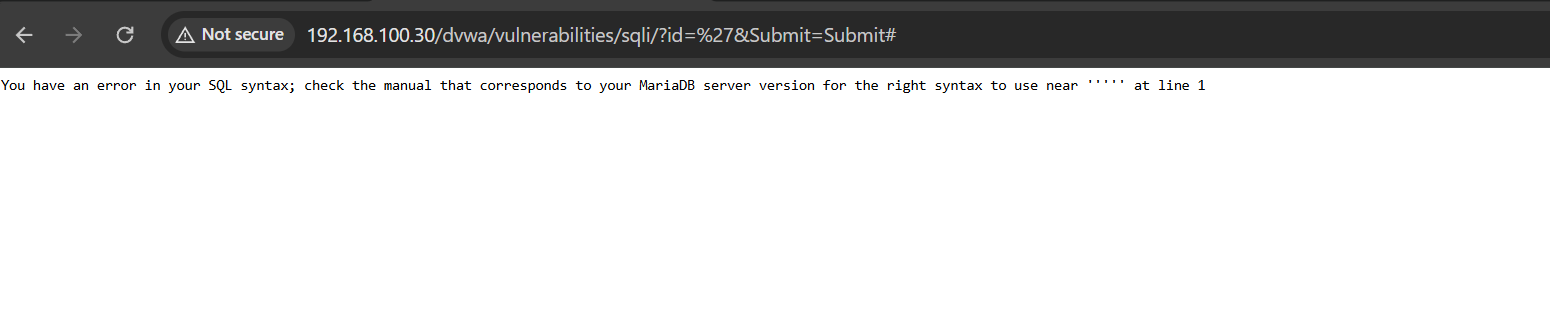 Not secure
192.168.100.30/dvwa/vulnerabilities/sqli/?id=%27&Submit=Submit#
You have an error in your SQL syntax; check the manual that corresponds to your MariaDB server version for the right syntax to use near ''''' at line 1